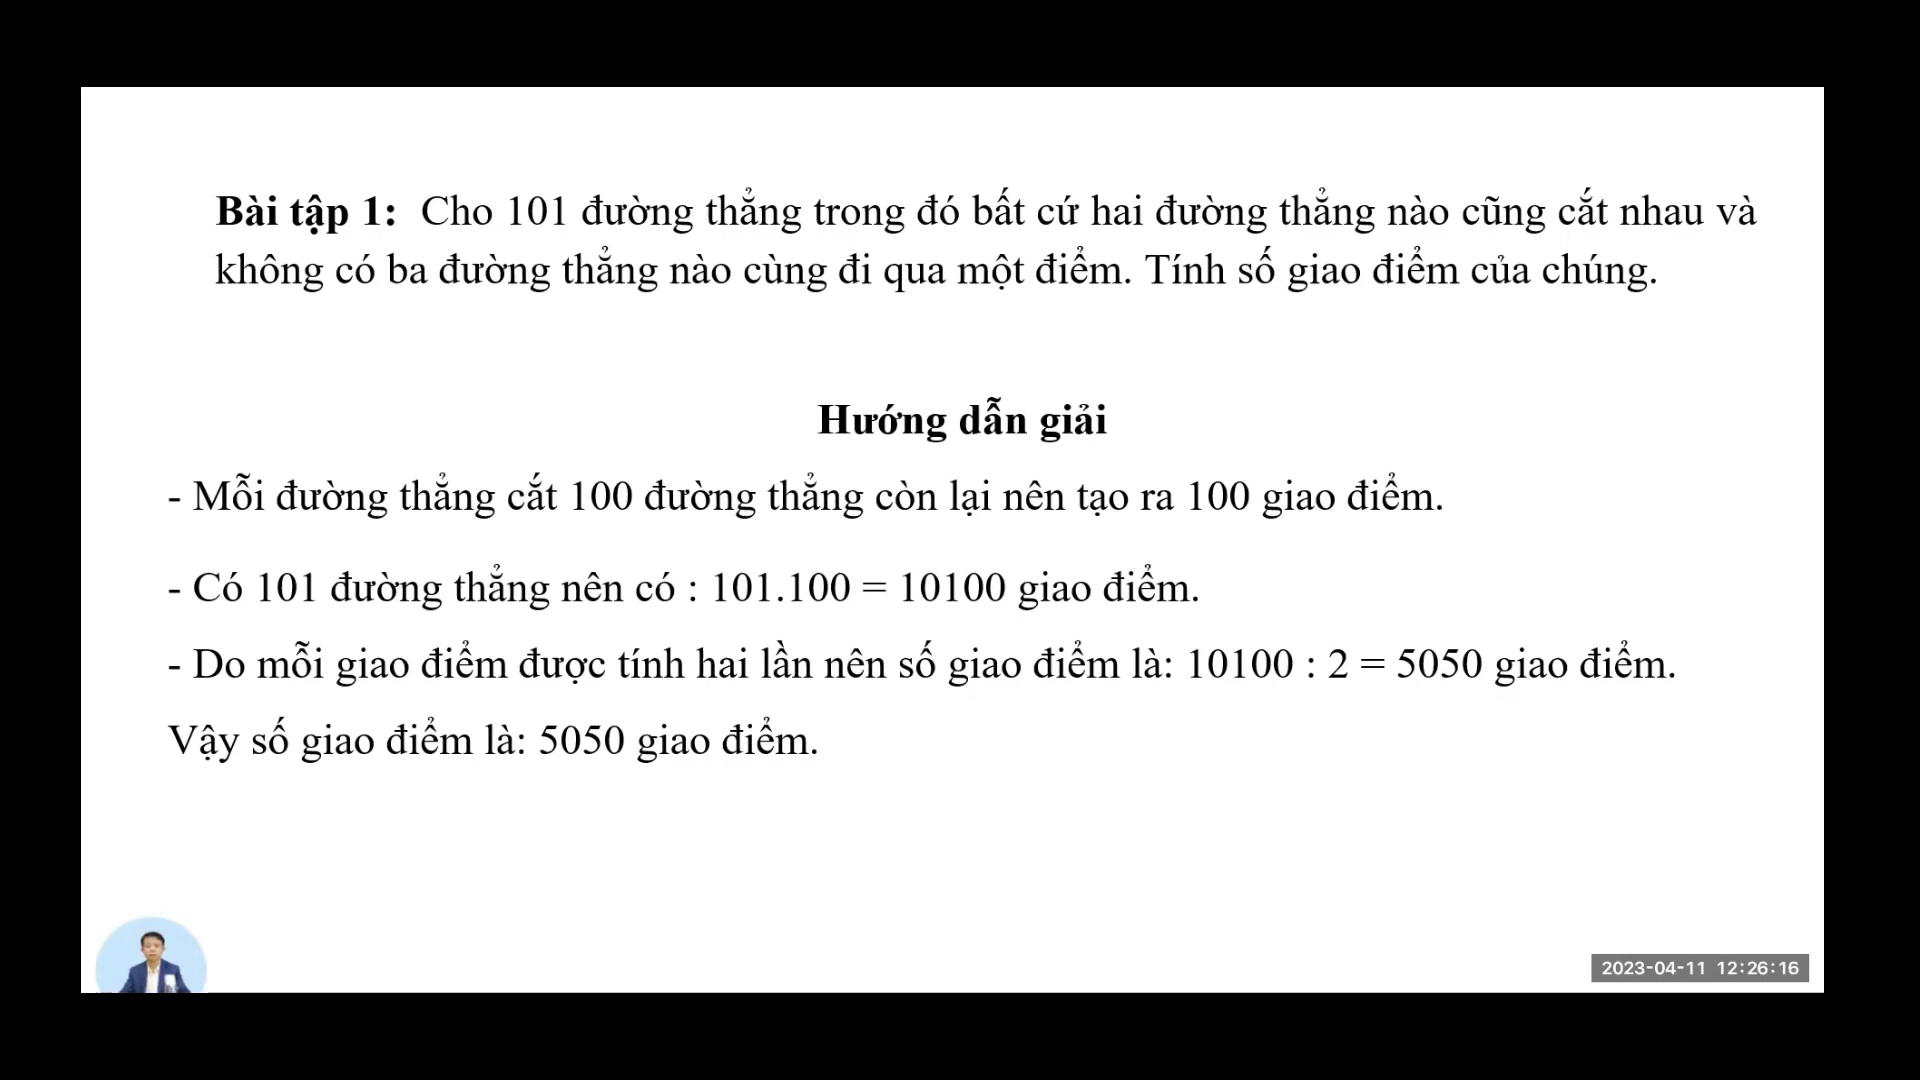 Bài tập 1: Cho 101 đường thẳng trong đó bất cứ hai đường thẳng nào cũng cắt nhau và
không có ba đường thẳng nào cùng đi qua một điểm. Tính số giao điểm của chúng.
Hướng dẫn giải
- Mỗi đường thẳng cắt 100 đường thẳng còn lại nên tạo ra 100 giao điểm.
- Có 101 đường thẳng nên có : 101.100 = 10100 giao điểm.
- Do mỗi giao điểm được tính hai lần nên số giao điểm là: 10100 : 2 = 5050 giao điểm.
Vậy số giao điểm là: 5050 giao điểm.
2023-04-11 12:26:16